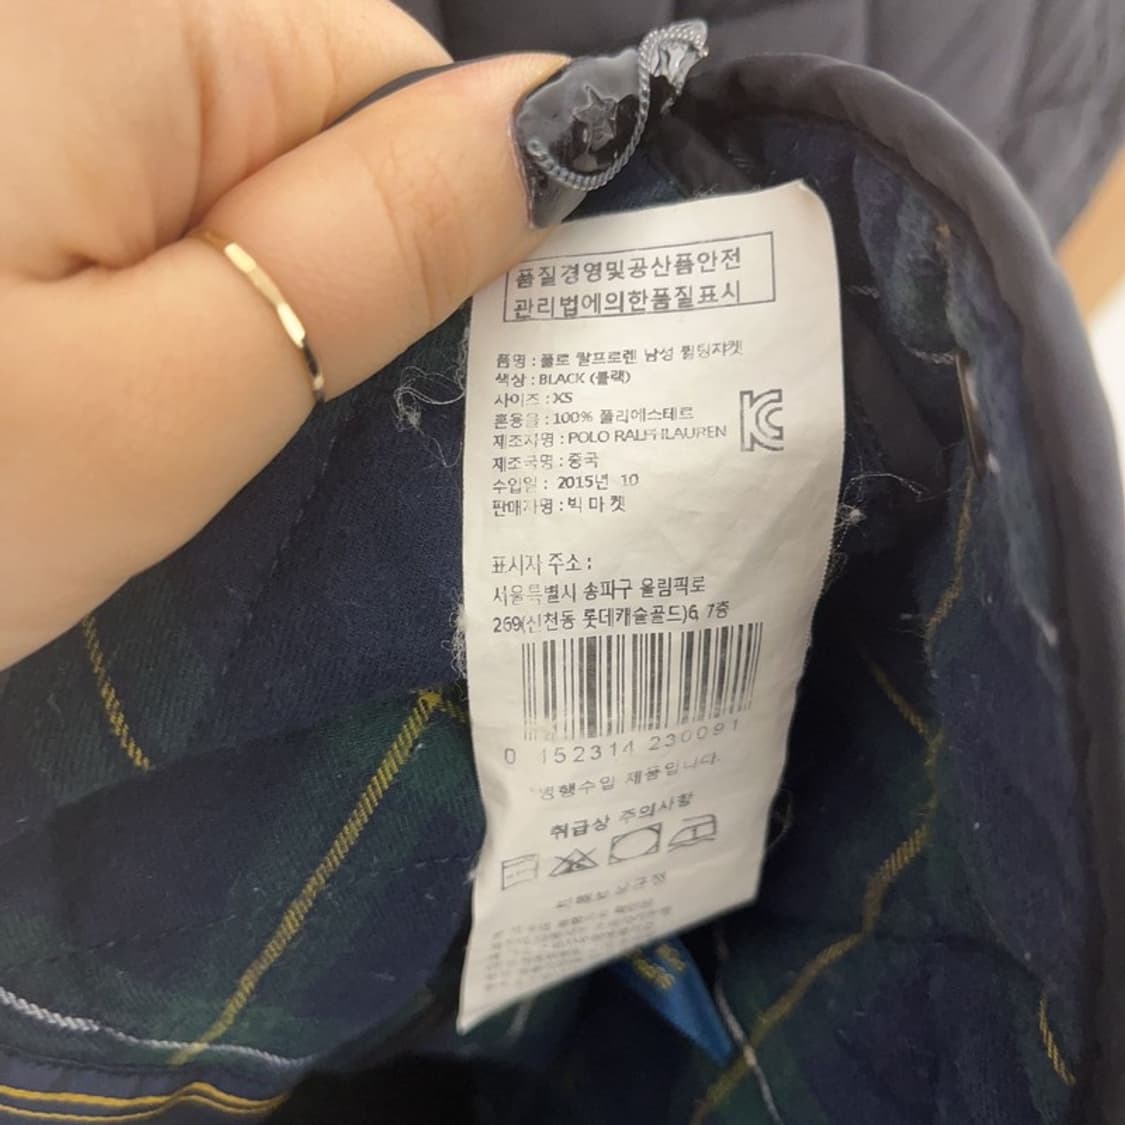 품질경영및공산품안전
관리법에의한품질표시
품명 : 폴로 랄프로렌 남성 퀼팅자켓
색상 : BLACK (블랙)
사이즈 : XS
혼용율 : 100% 폴리에스테르
제조자명 : POLO RALPH LAUREN
제조국명 : 중국
수입일 : 2015년 10
판매자명 : 빅 마 켓
표시자 주소 :
서울특별시 송파구 올림픽로
269(신천동 롯데캐슬골드)6, 7층
0 152314 230091
*병행수입 제품입니다.
취급상 주의사항